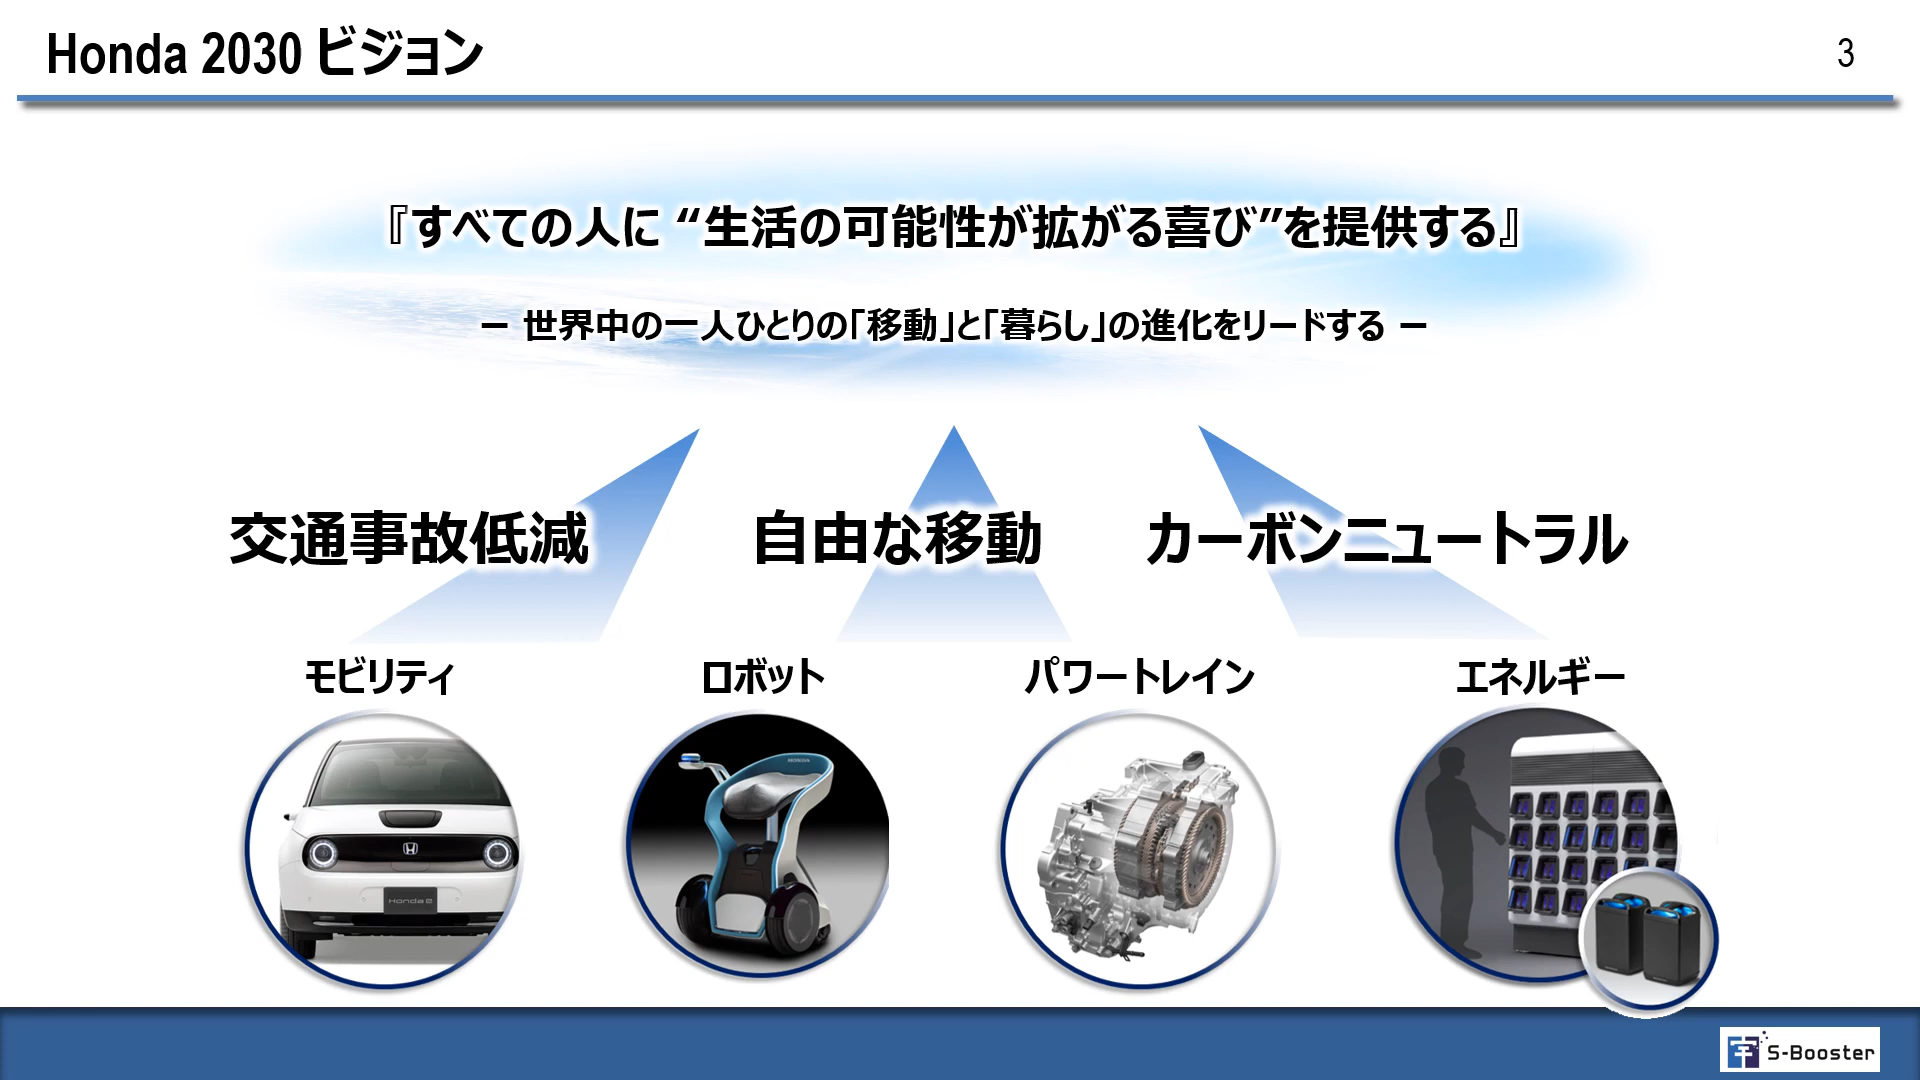 Honda 2030 ビジョン
3
『すべての人に “生活の可能性が拡がる喜び”を提供する』
– 世界中の一人ひとりの「移動」と「暮らし」の進化をリードする –
交通事故低減
自由な移動
カーボンニュートラル
モビリティ
ロボット
パワートレイン
エネルギー
Honda e
HONDA
S-Booster